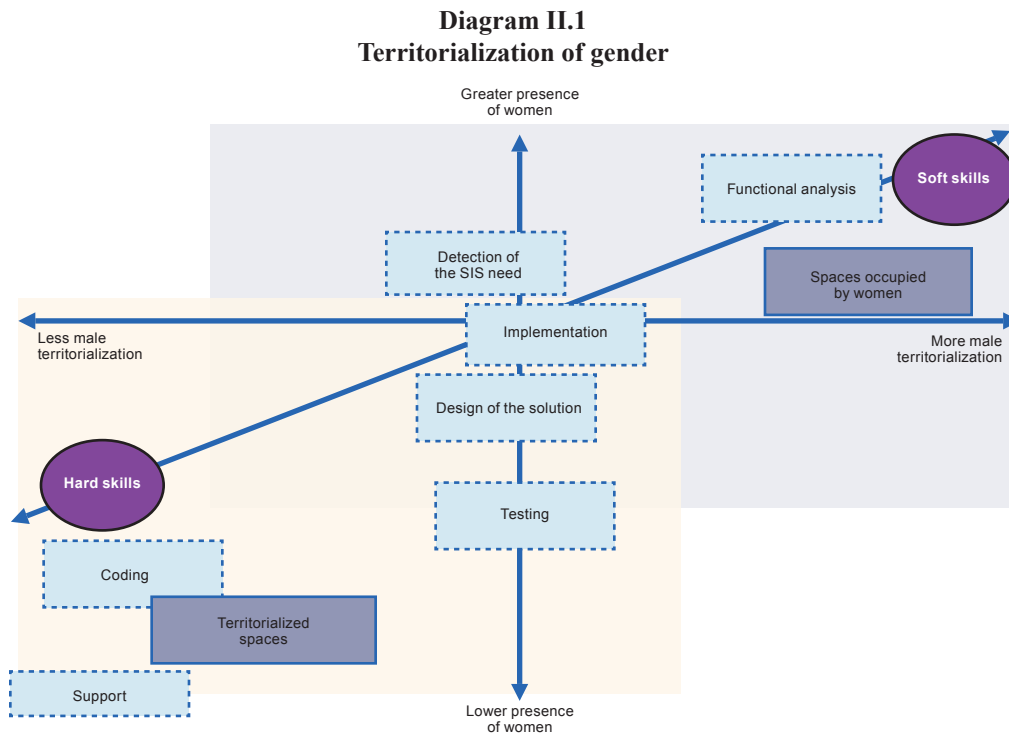 Diagram II.1
Territorialization of gender
Greater presence
of women
Functional analysis
Soft skills
Detection of
the SIS need
Spaces occupied
by women
Implementation
Less male
territorialization
More male
territorialization
Design of the solution
Hard skills
Testing
Coding
Territorialized
spaces
Support
Lower presence
of women